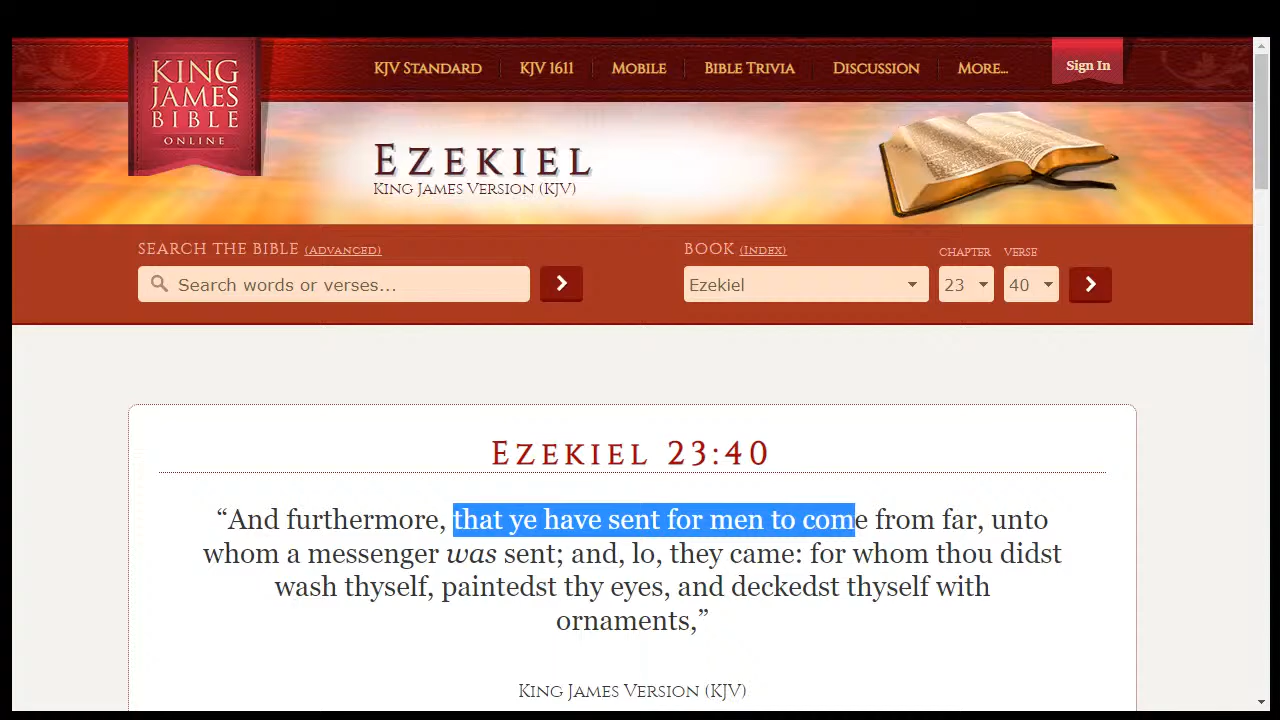 KING
JAMES
BIBLE
ONLINE
KJV STANDARD KJV 1611 MOBILE BIBLE TRIVIA DISCUSSION MORE... Sign In
EZEKIEL
KING JAMES VERSION (KJV)
SEARCH THE BIBLE (ADVANCED) BOOK (INDEX) CHAPTER VERSE
Search words or verses... Ezekiel 23 40
EZEKIEL 23:40
“And furthermore, that ye have sent for men to come from far, unto
whom a messenger was sent; and, lo, they came: for whom thou didst
wash thyself, paintedst thy eyes, and deckedst thyself with
ornaments,”
KING JAMES VERSION (KJV)